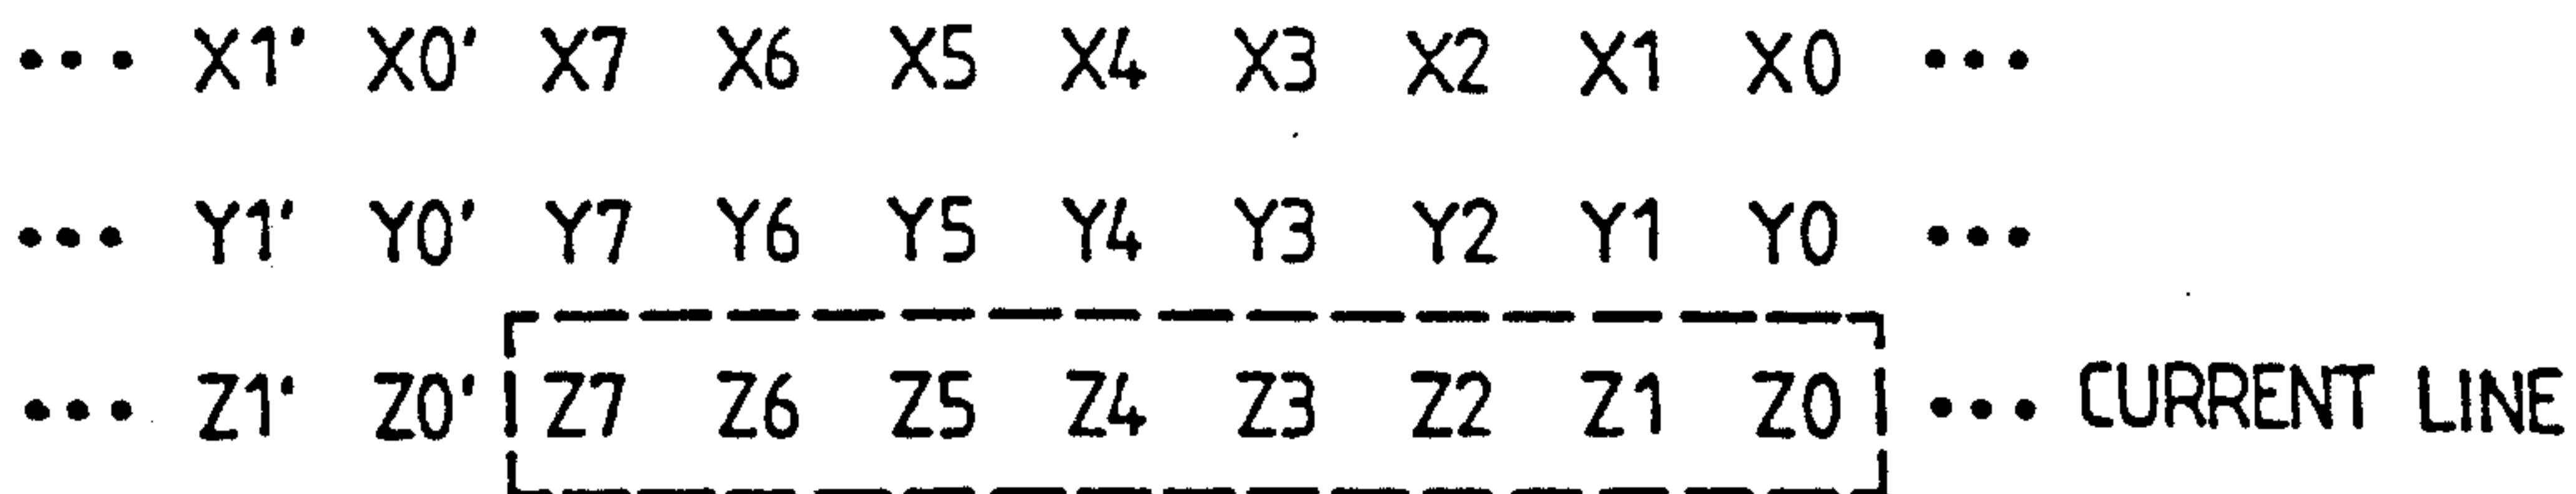 ... X1' X0' X7 X6 X5 X4 X3 X2 X1 X0 ...
... Y1' Y0' Y7 Y6 Y5 Y4 Y3 Y2 Y1 Y0 ...
... Z1' Z0' Z7 Z6 Z5 Z4 Z3 Z2 Z1 Z0 ... CURRENT LINE